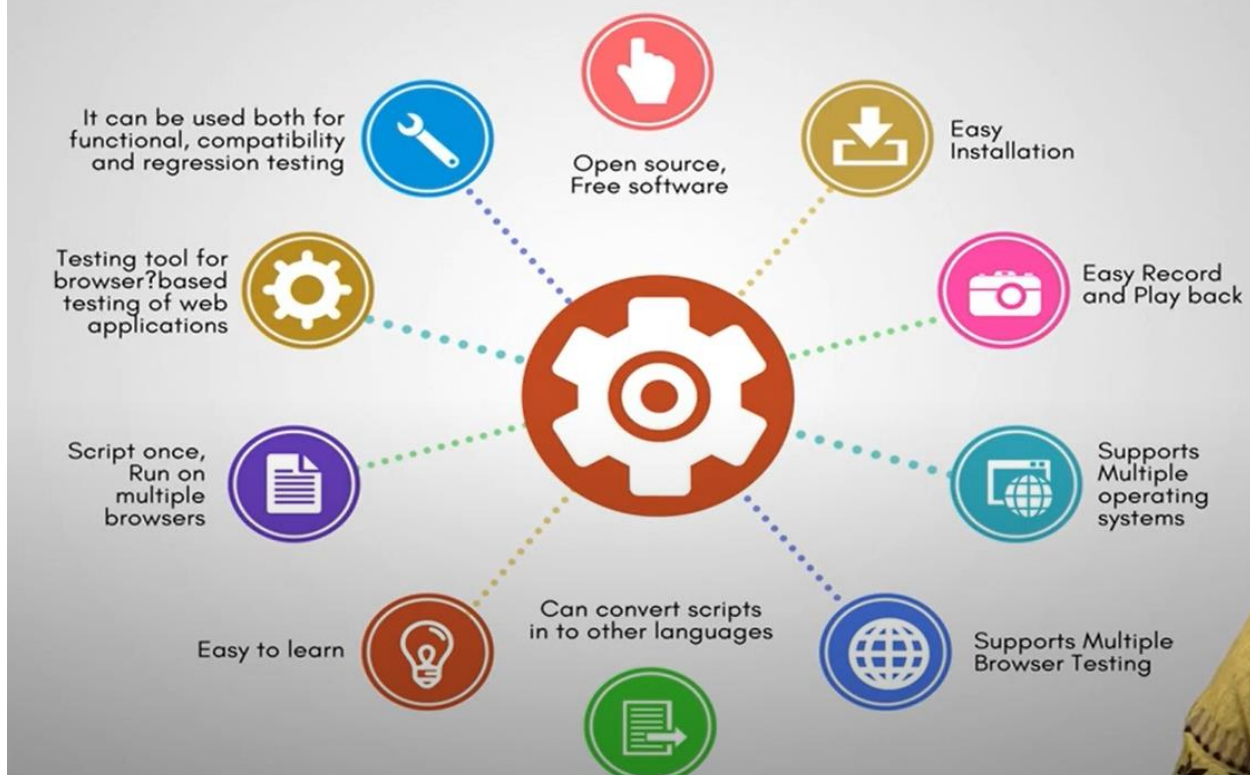 Open source,
Free software
Easy
Installation
Easy Record
and Play back
Supports
Multiple
operating
systems
Supports Multiple
Browser Testing
Can convert scripts
in to other languages
Easy to learn
Script once,
Run on
multiple
browsers
Testing tool for
browser?based
testing of web
applications
It can be used both for
functional, compatibility
and regression testing